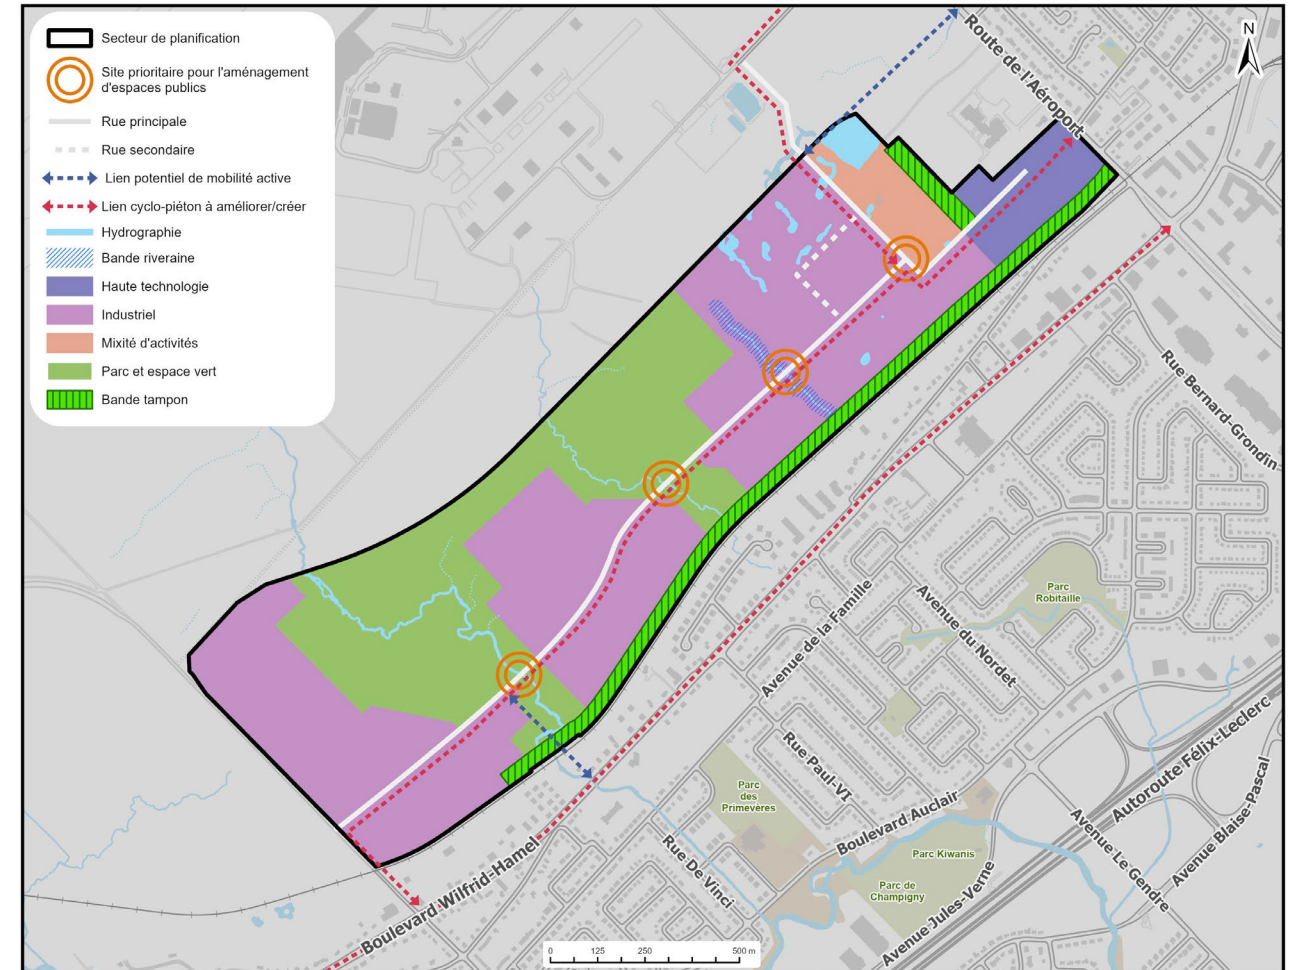 Secteur de planification
Site prioritaire pour l'aménagement
d'espaces publics
Rue principale
Rue secondaire
Lien potentiel de mobilité active
Lien cyclo-piéton à améliorer/créer
Hydrographie
Bande riveraine
Haute technologie
Industriel
Mixité d'activités
Parc et espace vert
Bande tampon
N
Route de l'Aéroport
Rue Bernard-Grondin
Parc
Robitaille
Avenue de la Famille
Avenue du Nordet
Rue Paul-VI
Parc
des
Primevères
Boulevard Auclair
Parc Kiwanis
Parc de
Champigny
Autoroute Félix-Leclerc
Avenue Blaise-Pascal
Avenue Le Gendre
Avenue Jules-Verne
Rue De Vinci
Boulevard Wilfrid-Hamel
0 125 250 500 m